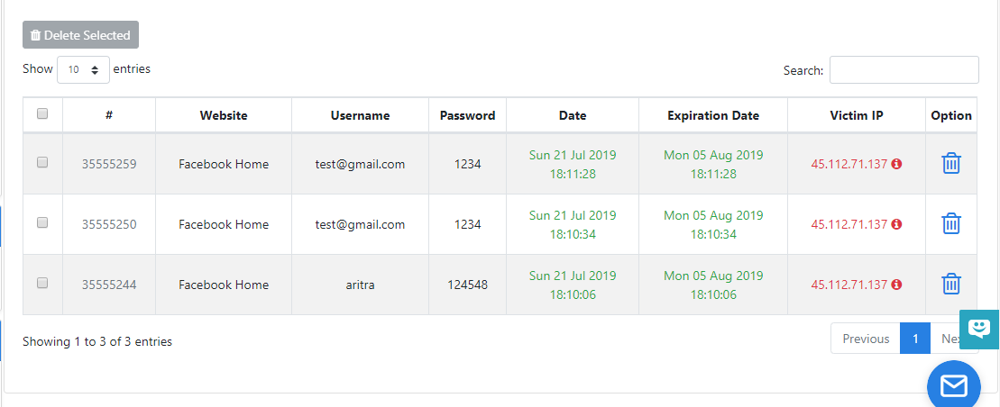 Delete Selected
Show 10 entries
Search:
# Website Username Password Date Expiration Date Victim IP Option
35555259 Facebook Home test@gmail.com 1234 Sun 21 Jul 2019 18:11:28 Mon 05 Aug 2019 18:11:28 45.112.71.137
35555250 Facebook Home test@gmail.com 1234 Sun 21 Jul 2019 18:10:34 Mon 05 Aug 2019 18:10:34 45.112.71.137
35555244 Facebook Home aritra 124548 Sun 21 Jul 2019 18:10:06 Mon 05 Aug 2019 18:10:06 45.112.71.137
Showing 1 to 3 of 3 entries
Previous 1